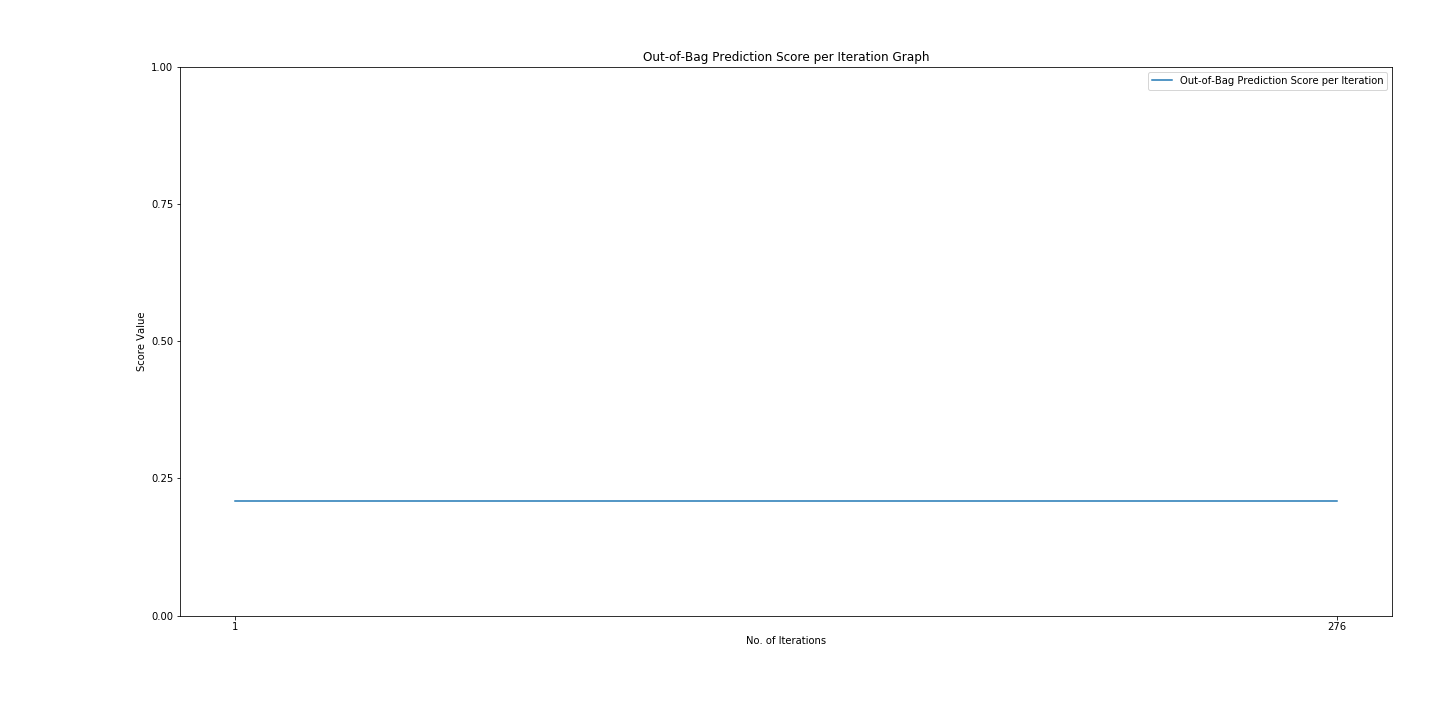 Out-of-Bag Prediction Score per Iteration Graph
1.00
Out-of-Bag Prediction Score per Iteration
0.75
0.50
Score Value
0.25
0.00
1
276
No. of Iterations